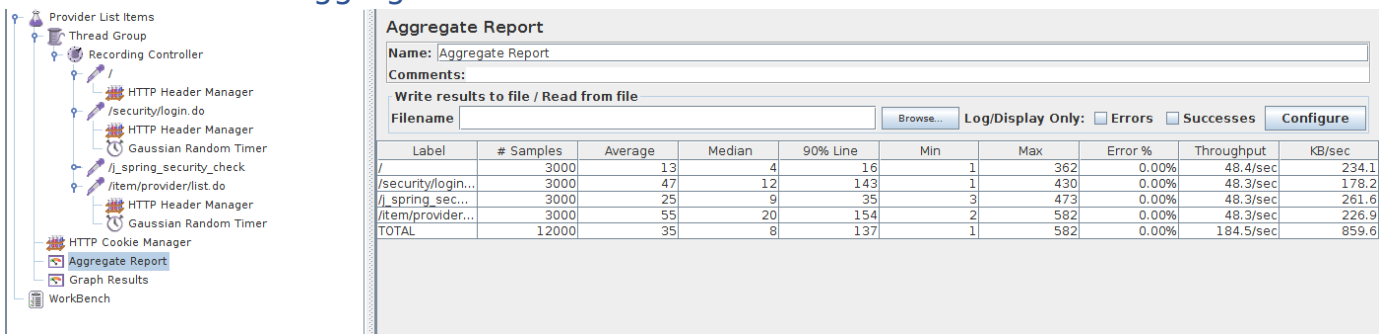 Provider List Items
Thread Group
Recording Controller
/
HTTP Header Manager
/security/login.do
HTTP Header Manager
Gaussian Random Timer
/j_spring_security_check
/item/provider/list.do
HTTP Header Manager
Gaussian Random Timer
HTTP Cookie Manager
Aggregate Report
Graph Results
WorkBench
Aggregate Report
Name: Aggregate Report
Comments:
Write results to file / Read from file
Filename Browse... Log/Display Only: Errors Successes Configure
Label # Samples Average Median 90% Line Min Max Error % Throughput KB/sec
/ 3000 13 4 16 1 362 0.00% 48.4/sec 234.1
/security/login... 3000 47 12 143 1 430 0.00% 48.3/sec 178.2
/j_spring_sec... 3000 25 9 35 3 473 0.00% 48.3/sec 261.6
/item/provider... 3000 55 20 154 2 582 0.00% 48.3/sec 226.9
TOTAL 12000 35 8 137 1 582 0.00% 184.5/sec 859.6